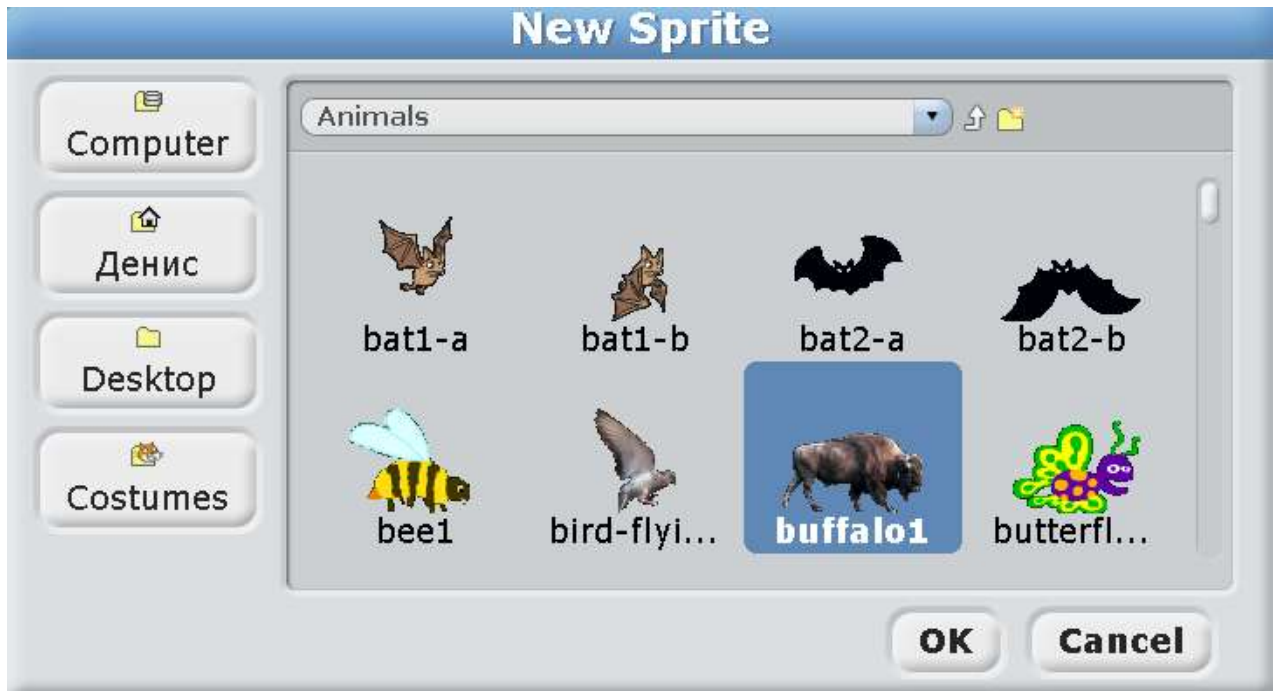 New Sprite
Computer
Денис
Desktop
Costumes
Animals
bat1-a bat1-b bat2-a bat2-b
bee1 bird-flyi... buffalo1 butterfl...
OK Cancel